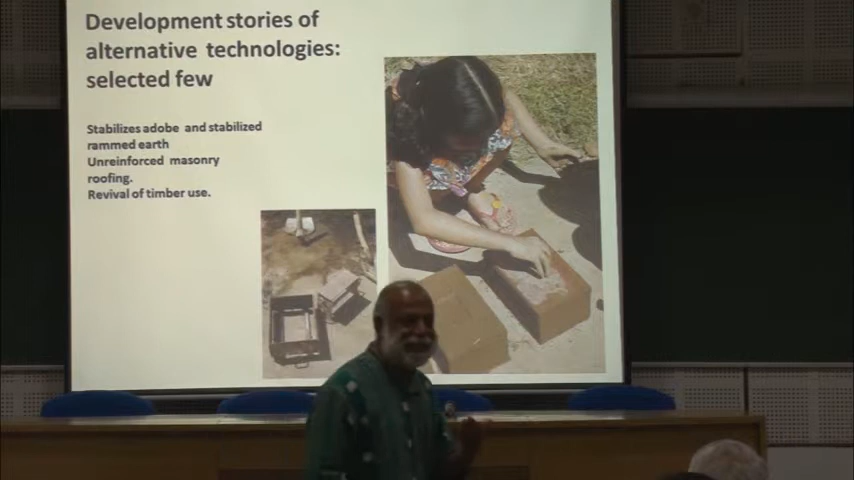 Development stories of
alternative technologies:
selected few
Stabilizes adobe and stabilized
rammed earth
Unreinforced masonry
roofing.
Revival of timber use.